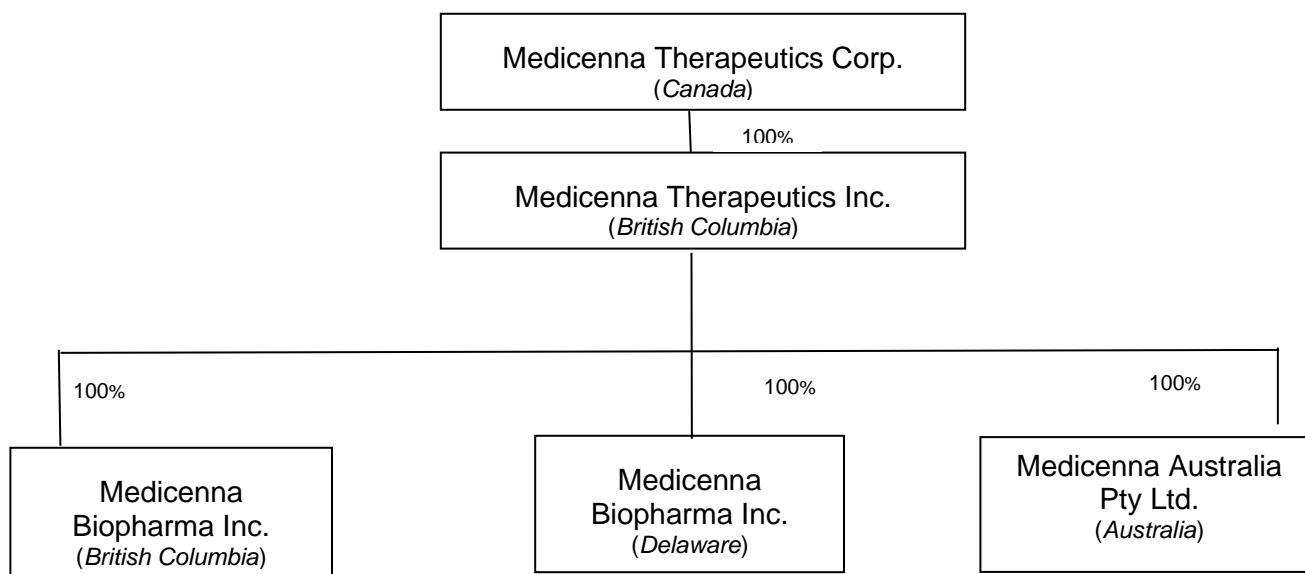 Medicenna Therapeutics Corp.
(Canada)
100%
Medicenna Therapeutics Inc.
(British Columbia)
100%
100%
100%
Medicenna
Biopharma Inc.
(British Columbia)
Medicenna
Biopharma Inc.
(Delaware)
Medicenna Australia
Pty Ltd.
(Australia)